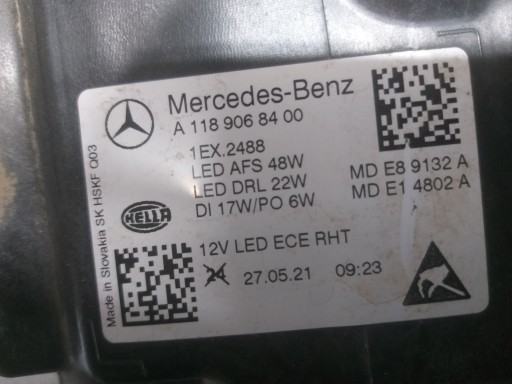 Mercedes-Benz
A 118 906 84 00
1EX.2488
LED AFS 48W
LED DRL 22W
DI 17W/PO 6W
MD E8 9132 A
MD E1 4802 A
HELLA
12V LED ECE RHT
27.05.21 09:23
Made in Slovakia SK HSKF O03